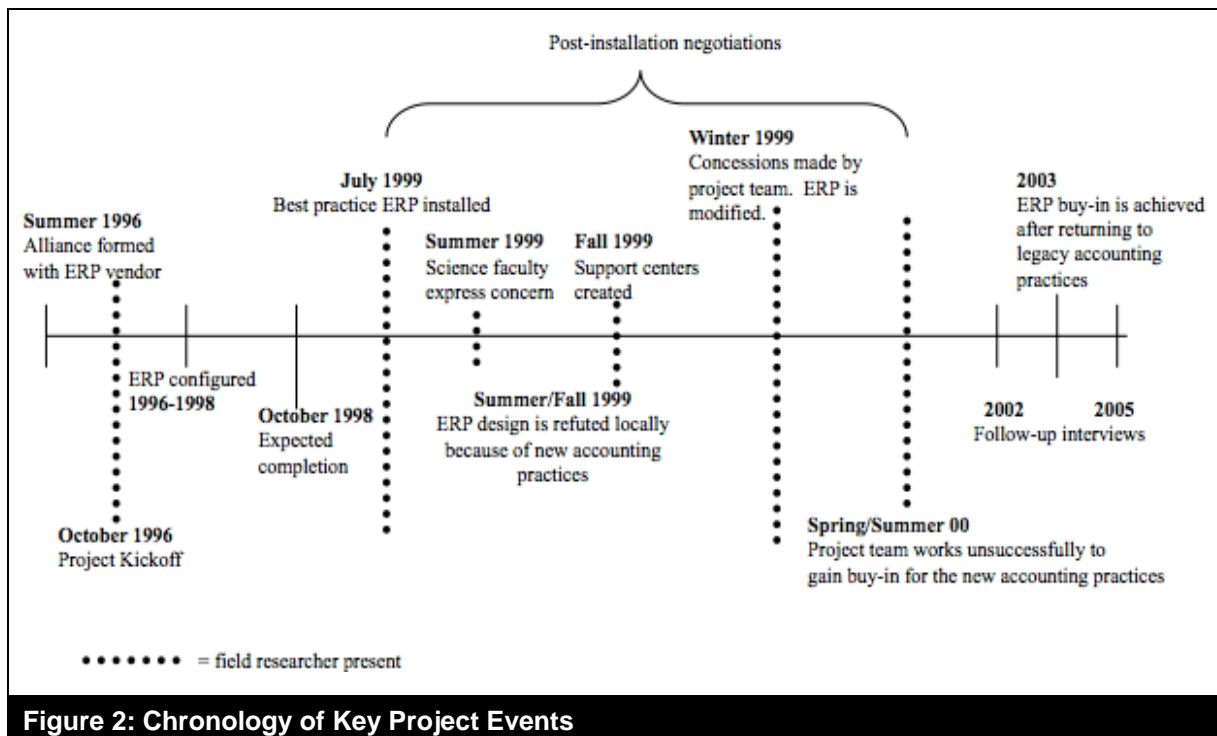 Post-installation negotiations
Winter 1999
Concessions made by
project team. ERP is
modified.
July 1999
Best practice ERP installed
2003
ERP buy-in is achieved
after returning to
legacy accounting
practices
Summer 1996
Alliance formed
with ERP vendor
Summer 1999
Science faculty
express concern
Fall 1999
Support centers
created
ERP configured
1996-1998
October 1998
Expected
completion
Summer/Fall 1999
ERP design is refuted locally
because of new accounting
practices
2002 2005
Follow-up interviews
October 1996
Project Kickoff
Spring/Summer 00
Project team works unsuccessfully to
gain buy-in for the new accounting practices
= field researcher present
Figure 2: Chronology of Key Project Events